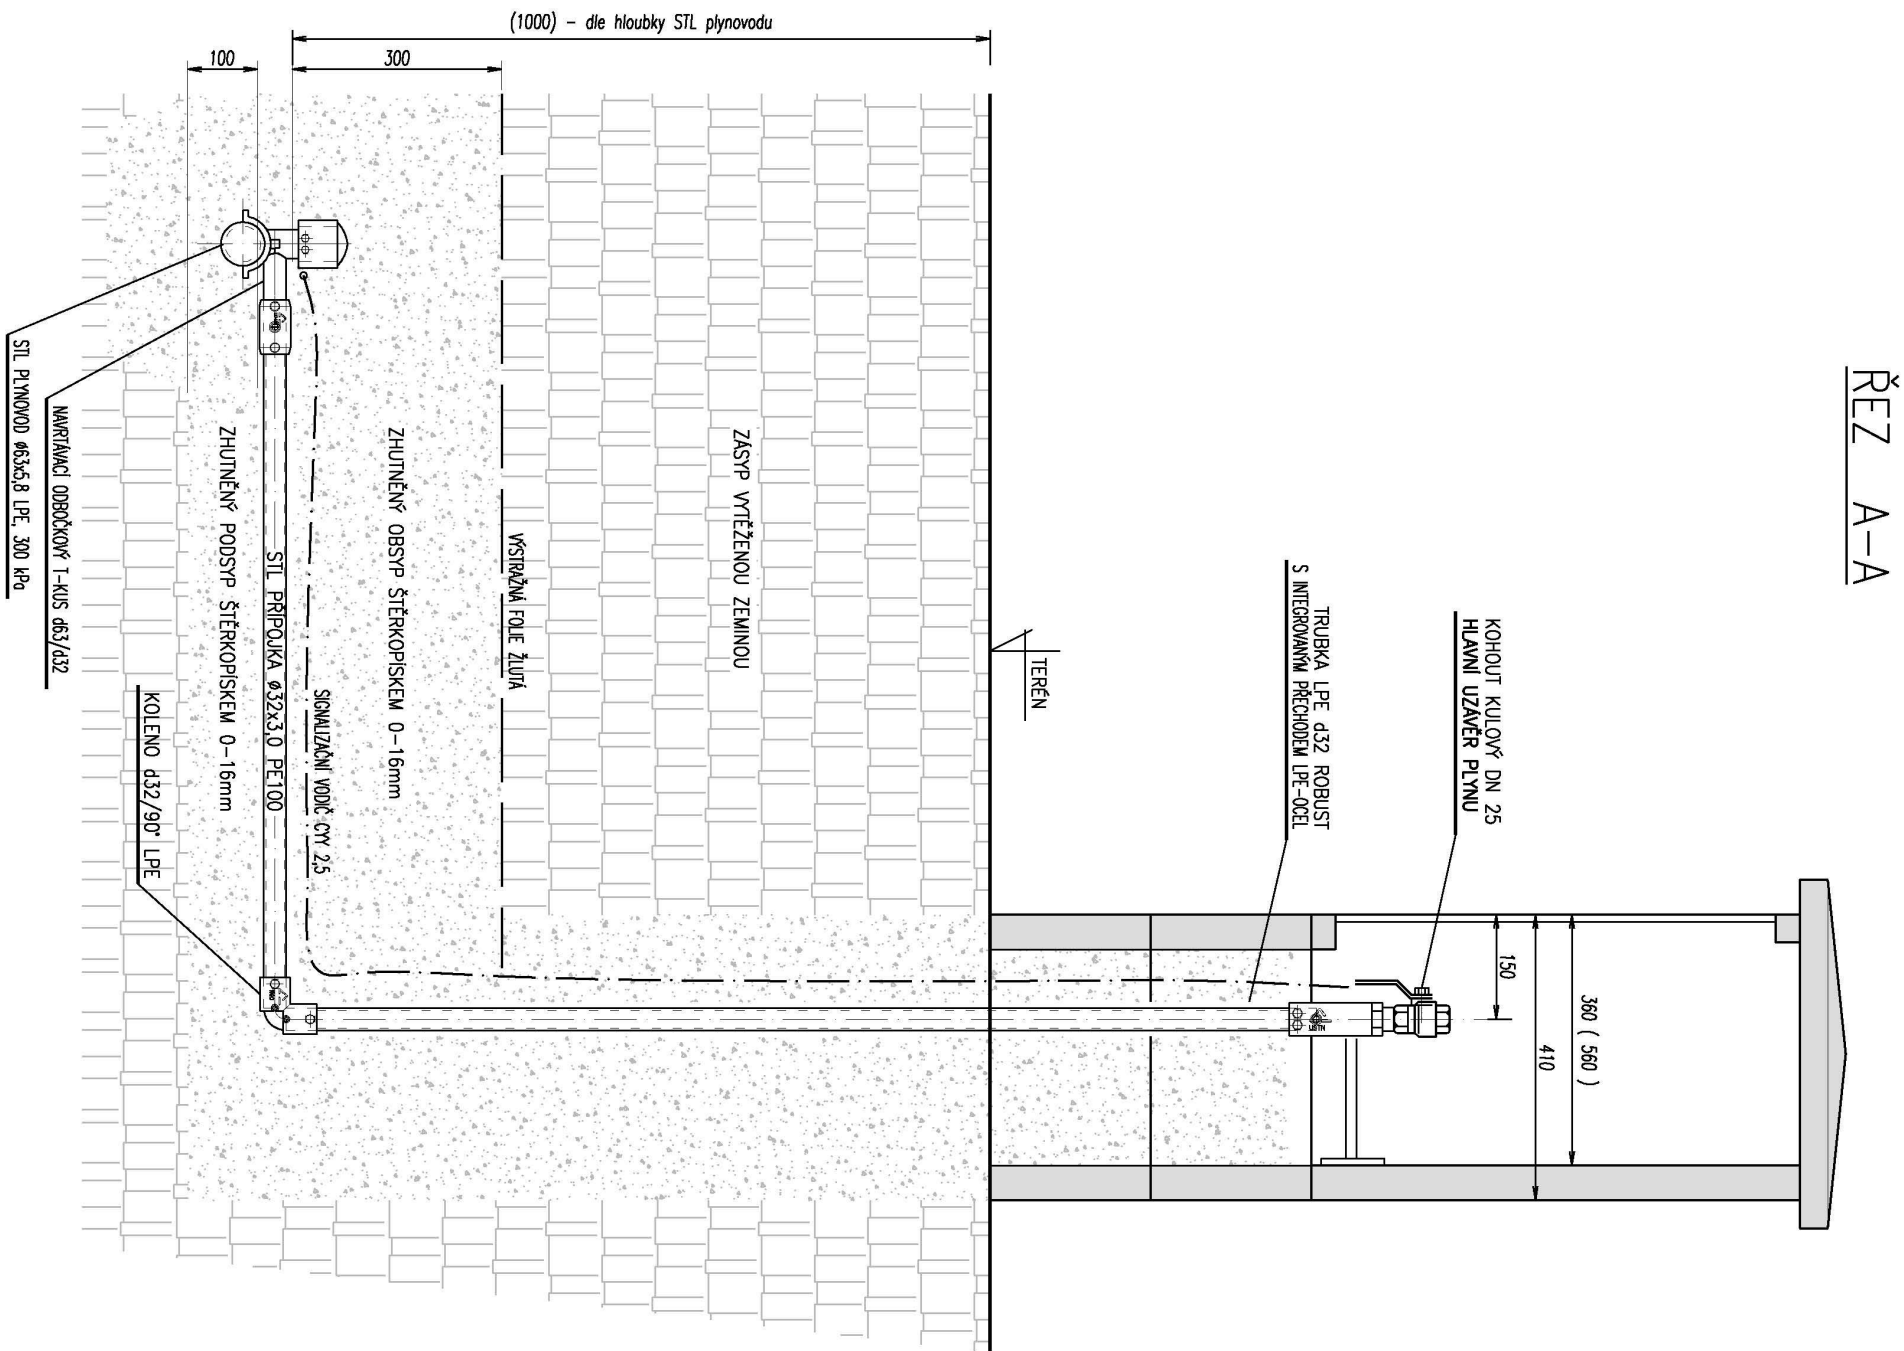 ŘEZ A-A
KOHOUT KULOVÝ DN 25
HLAVNÍ UZÁVĚR PLYNU
360 ( 560 )
410
150
TRUBKA LPE d32 ROBUST
S INTEGROVANÝM PŘECHODEM LPE-OCEL
TERÉN
ZÁSYP VYTĚŽENOU ZEMINOU
(1000) - dle hloubky STL plynovodu
VÝSTRAŽNÁ FOLIE ŽLUTÁ
300
ZHUTNĚNÝ OBSYP ŠTĚRKOPÍSKEM 0-16mm
SIGNALIZAČNÍ VODIČ CYY 2,5
STL PŘÍPOJKA ø32x3,0 PE100
100
ZHUTNĚNÝ PODSYP ŠTĚRKOPÍSKEM 0-16mm
KOLENO d32/90° LPE
NAVRTÁVACÍ ODBOČKOVÝ T-KUS d63/d32
STL PLYNOVOD ø63x5,8 LPE, 300 kPa